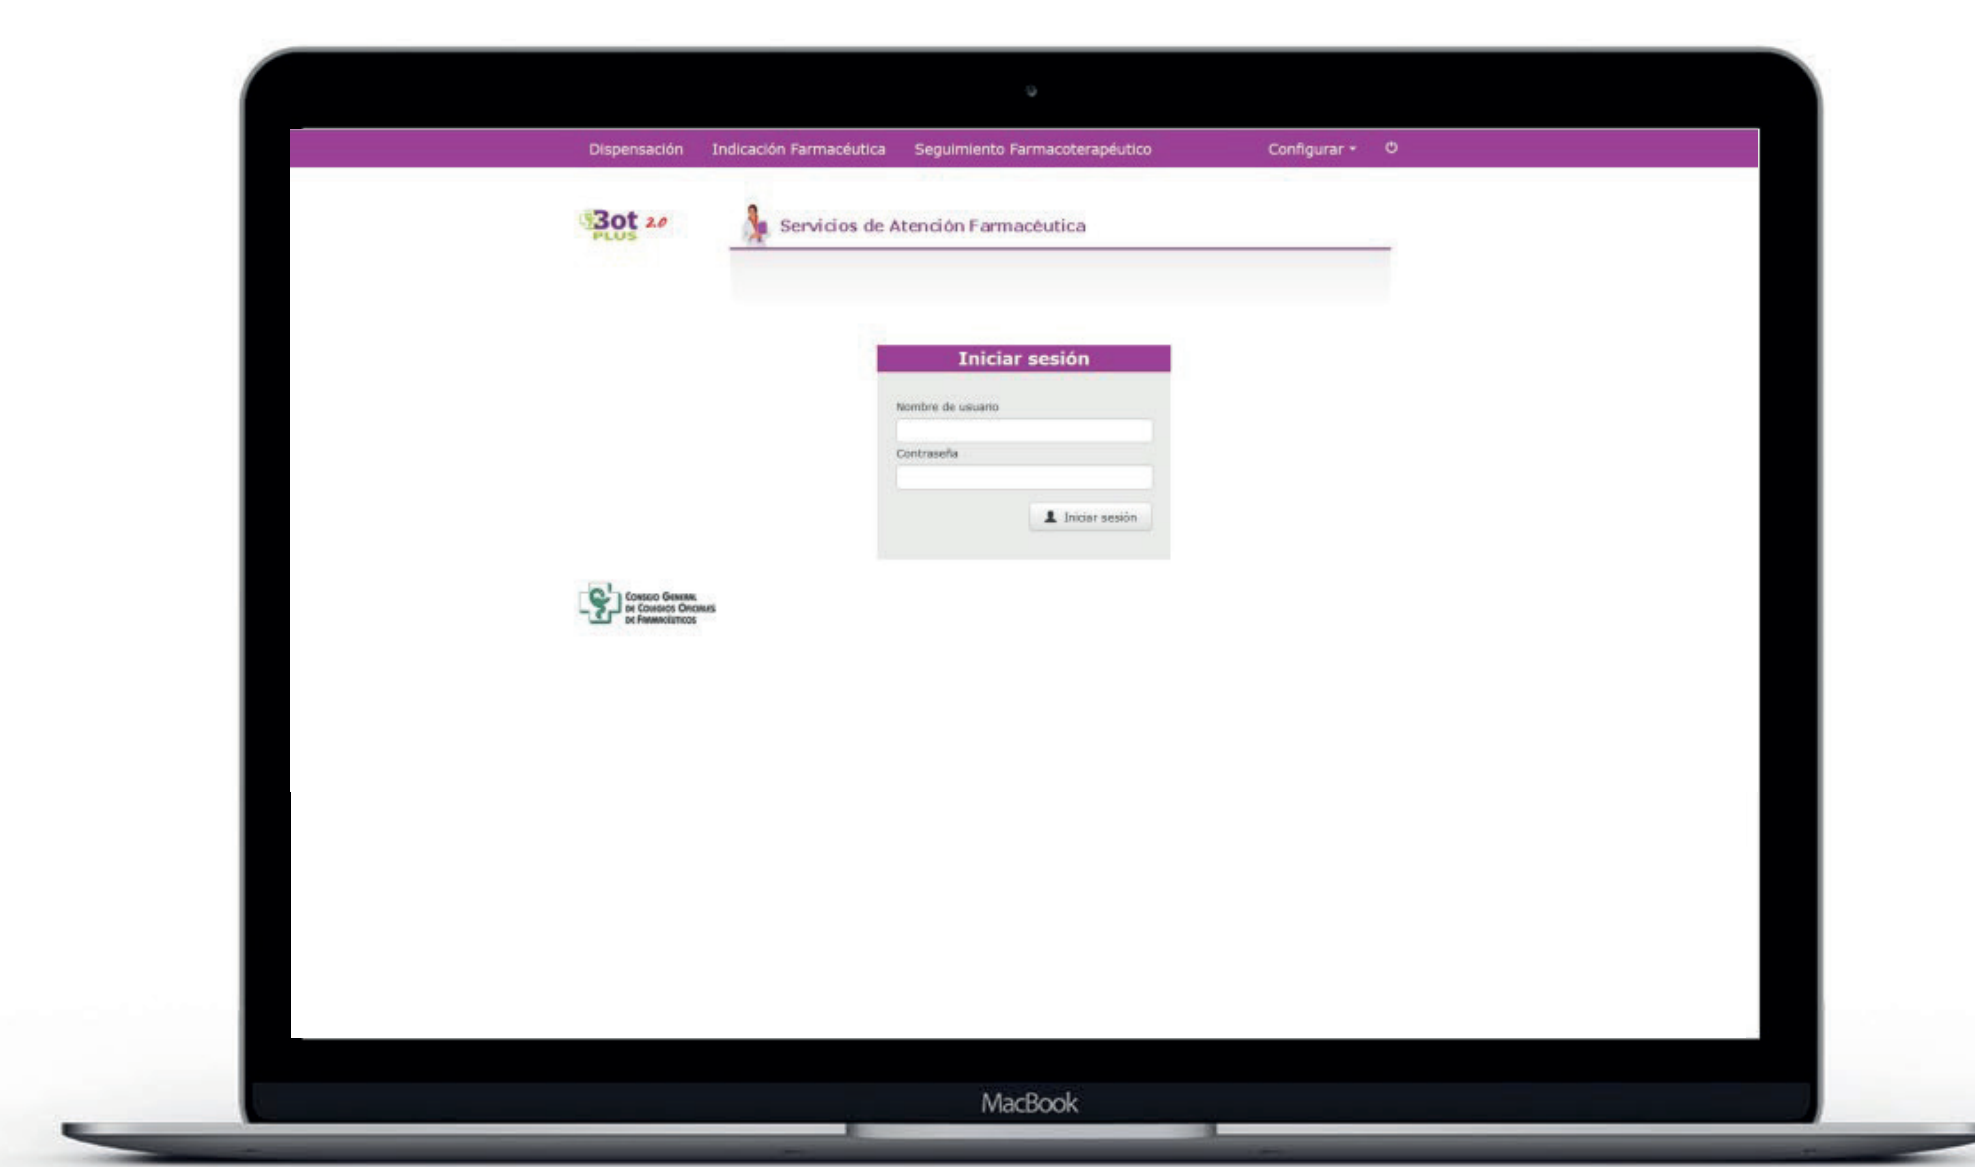 Dispensación Indicación Farmacéutica Seguimiento Farmacoterapéutico Configurar
Bot 2.0
PLUS
Servicios de Atención Farmacéutica
Iniciar sesión
Nombre de usuario
Contraseña
Iniciar sesión
Consejo General
de Colegios Oficiales
de Farmacéuticos
MacBook